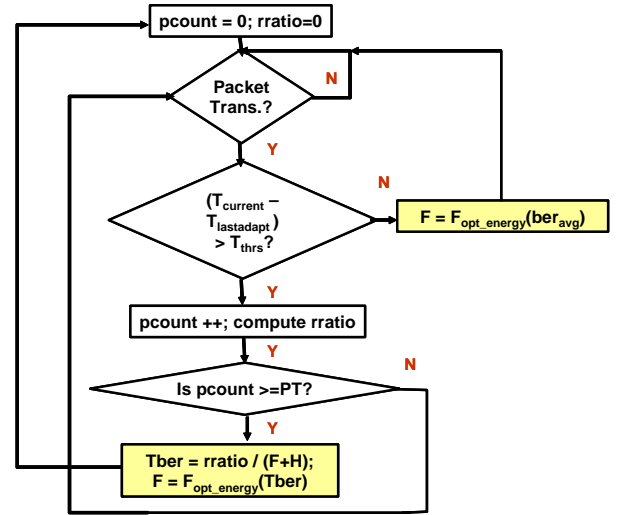 pcount = 0; rratio=0
N
Packet
Trans.?
Y
N
(Tcurrent –
Tlastadapt)
> Tthrs?
F = Fopt_energy(beravg)
Y
pcount ++; compute rratio
Y
N
Is pcount >=PT?
Y
Tber = rratio / (F+H);
F = Fopt_energy(Tber)